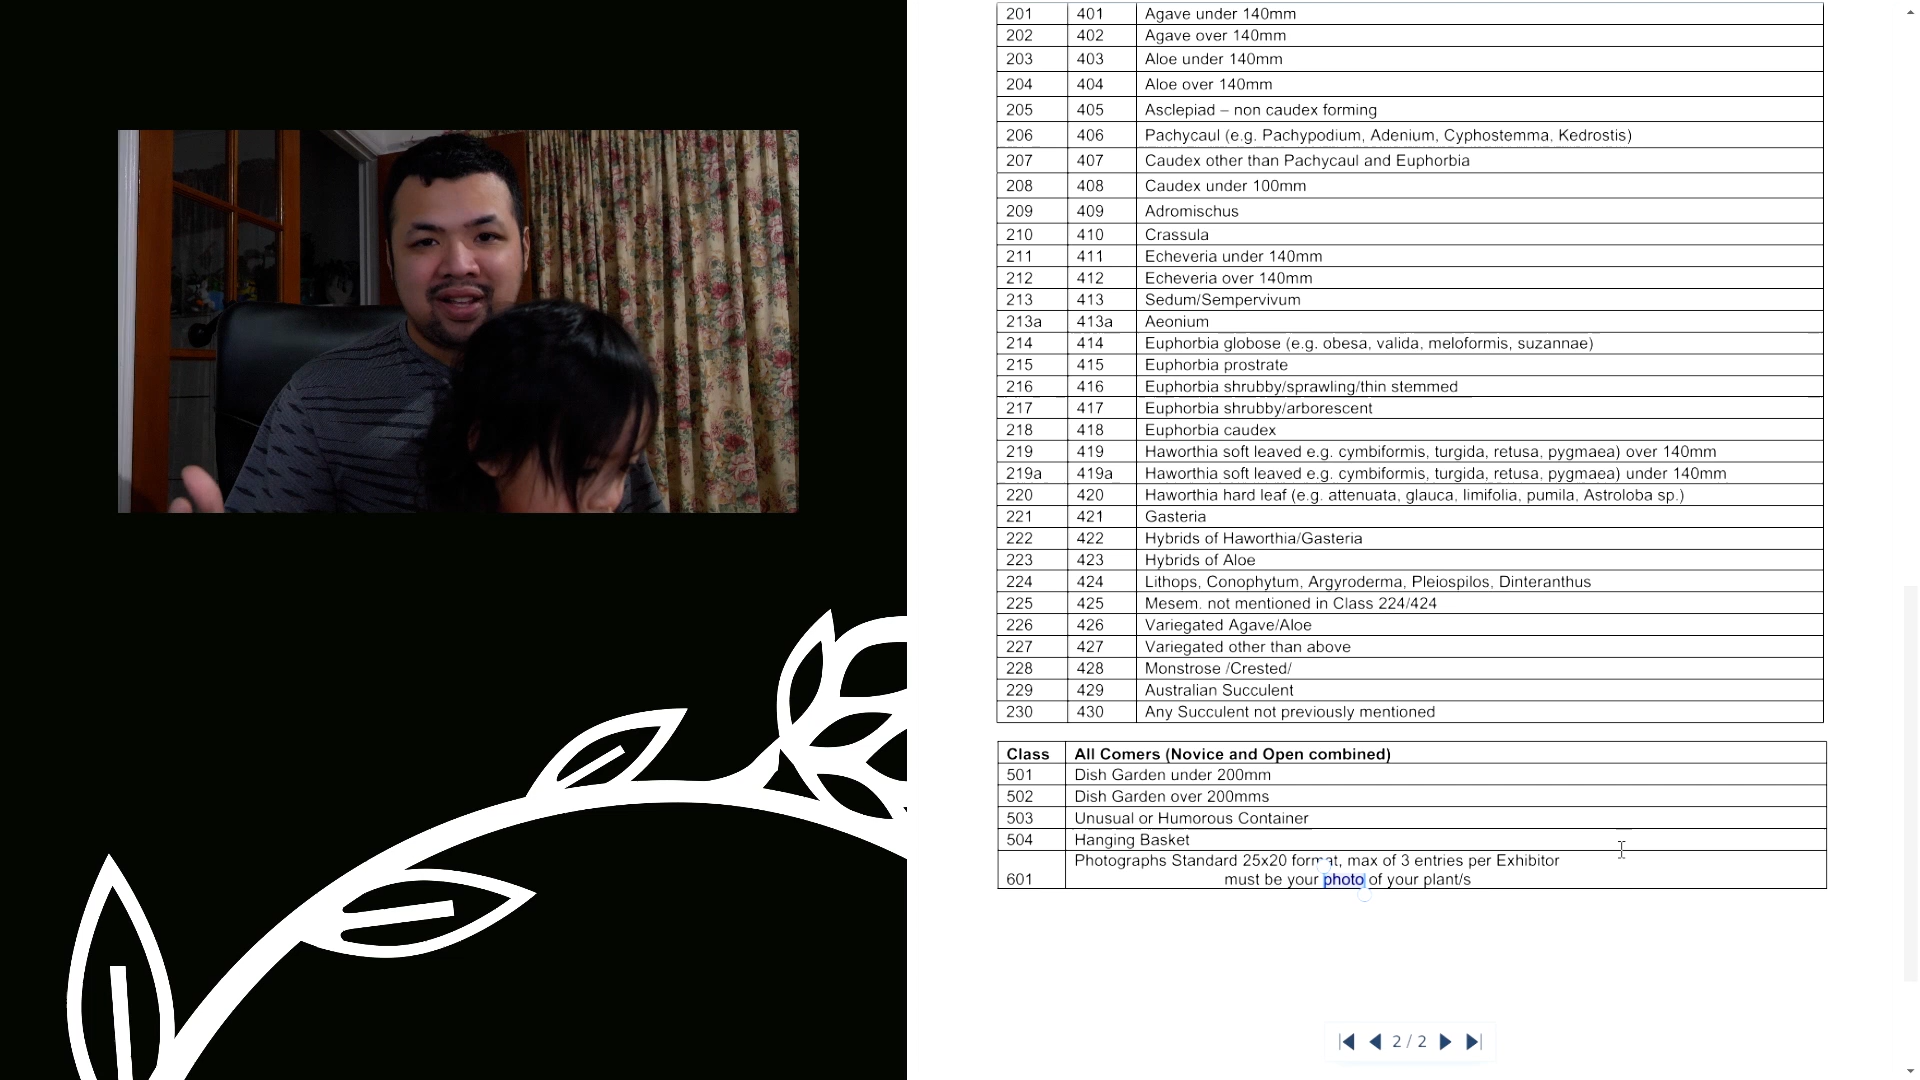 201 401 Agave under 140mm
202 402 Agave over 140mm
203 403 Aloe under 140mm
204 404 Aloe over 140mm
205 405 Asclepiad – non caudex forming
206 406 Pachycaul (e.g. Pachypodium, Adenium, Cyphostemma, Kedrostis)
207 407 Caudex other than Pachycaul and Euphorbia
208 408 Caudex under 100mm
209 409 Adromischus
210 410 Crassula
211 411 Echeveria under 140mm
212 412 Echeveria over 140mm
213 413 Sedum/Sempervivum
213a 413a Aeonium
214 414 Euphorbia globose (e.g. obesa, valida, meloformis, suzannae)
215 415 Euphorbia prostrate
216 416 Euphorbia shrubby/sprawling/thin stemmed
217 417 Euphorbia shrubby/arborescent
218 418 Euphorbia caudex
219 419 Haworthia soft leaved e.g. cymbiformis, turgida, retusa, pygmaea) over 140mm
219a 419a Haworthia soft leaved e.g. cymbiformis, turgida, retusa, pygmaea) under 140mm
220 420 Haworthia hard leaf (e.g. attenuata, glauca, limifolia, pumila, Astroloba sp.)
221 421 Gasteria
222 422 Hybrids of Haworthia/Gasteria
223 423 Hybrids of Aloe
224 424 Lithops, Conophytum, Argyroderma, Pleiospilos, Dinteranthus
225 425 Mesem. not mentioned in Class 224/424
226 426 Variegated Agave/Aloe
227 427 Variegated other than above
228 428 Monstrose /Crested/
229 429 Australian Succulent
230 430 Any Succulent not previously mentioned
Class All Comers (Novice and Open combined)
501 Dish Garden under 200mm
502 Dish Garden over 200mms
503 Unusual or Humorous Container
504 Hanging Basket
Photographs Standard 25x20 format, max of 3 entries per Exhibitor
601 must be your photo of your plant/s
2 / 2